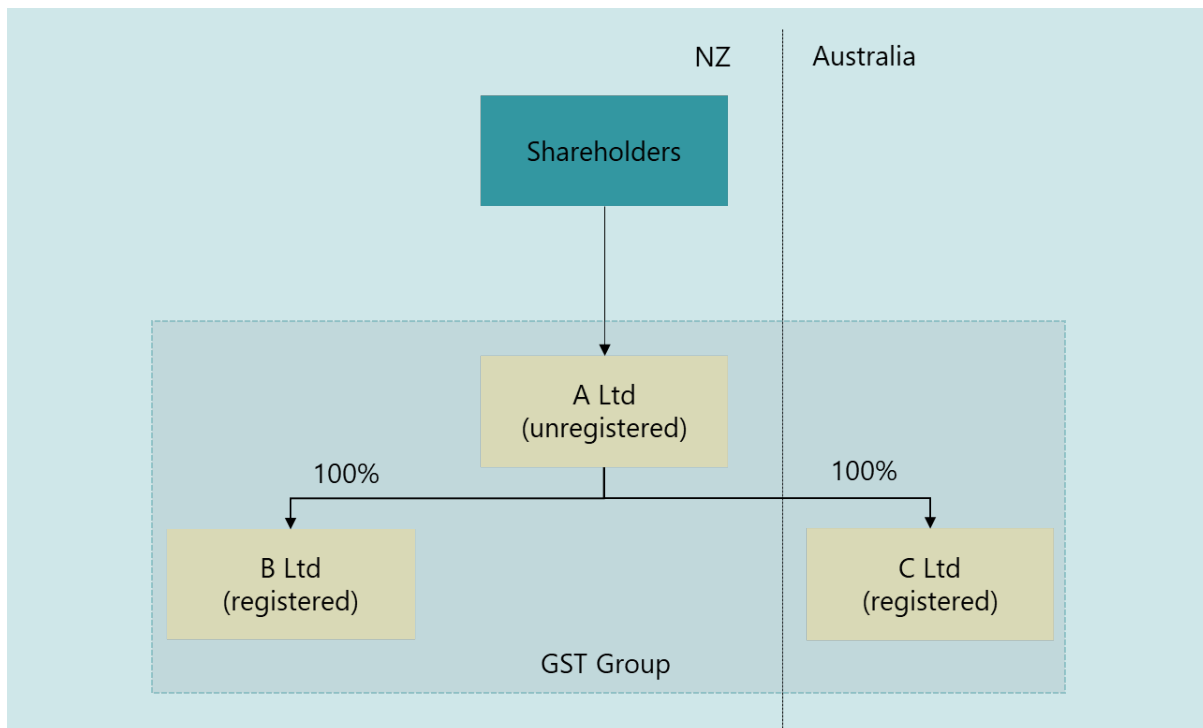 NZ
Australia
Shareholders
A Ltd
(unregistered)
100%
100%
B Ltd
(registered)
C Ltd
(registered)
GST Group